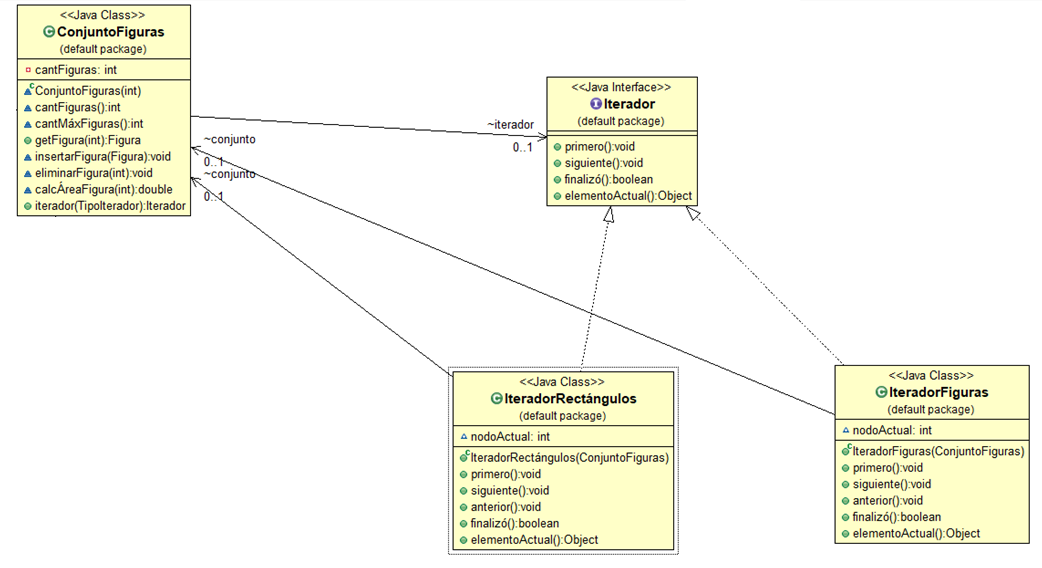 <<Java Class>>
ConjuntoFiguras
(default package)
cantFiguras: int
ConjuntoFiguras(int)
cantFiguras():int
cantMáxFiguras():int
getFigura(int):Figura
insertarFigura(Figura):void
eliminarFigura(int):void
calcÁreaFigura(int):double
iterador(TipoIterador):Iterador
~iterador
0..1
~conjunto
0..1
~conjunto
0..1
<<Java Interface>>
Iterador
(default package)
primero():void
siguiente():void
finalizó():boolean
elementoActual():Object
<<Java Class>>
IteradorRectángulos
(default package)
nodoActual: int
IteradorRectángulos(ConjuntoFiguras)
primero():void
siguiente():void
anterior():void
finalizó():boolean
elementoActual():Object
<<Java Class>>
IteradorFiguras
(default package)
nodoActual: int
IteradorFiguras(ConjuntoFiguras)
primero():void
siguiente():void
anterior():void
finalizó():boolean
elementoActual():Object